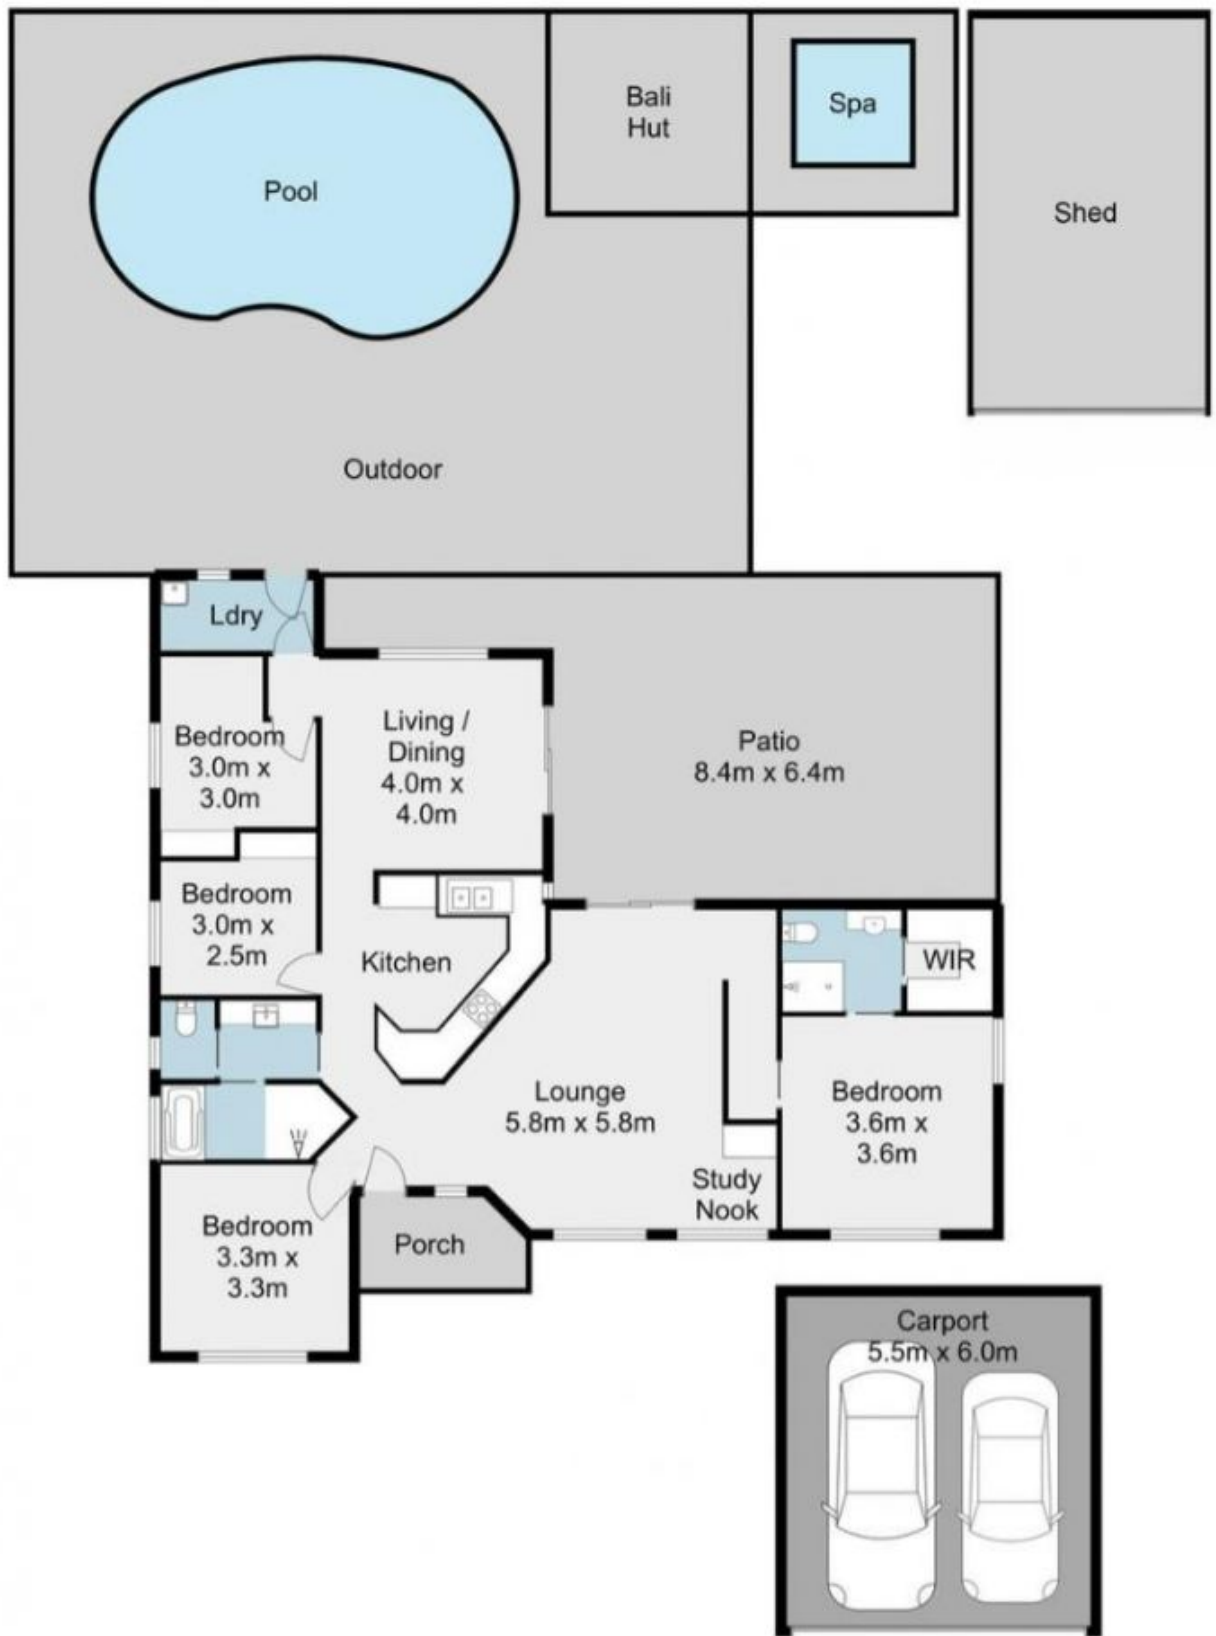 Bali
Hut
Spa
Pool
Shed
Outdoor
Ldry
Bedroom
3.0m x
3.0m
Living /
Dining
4.0m x
4.0m
Patio
8.4m x 6.4m
Bedroom
3.0m x
2.5m
Kitchen
WIR
Lounge
5.8m x 5.8m
Bedroom
3.6m x
3.6m
Study
Nook
Bedroom
3.3m x
3.3m
Porch
Carport
5.5m x 6.0m